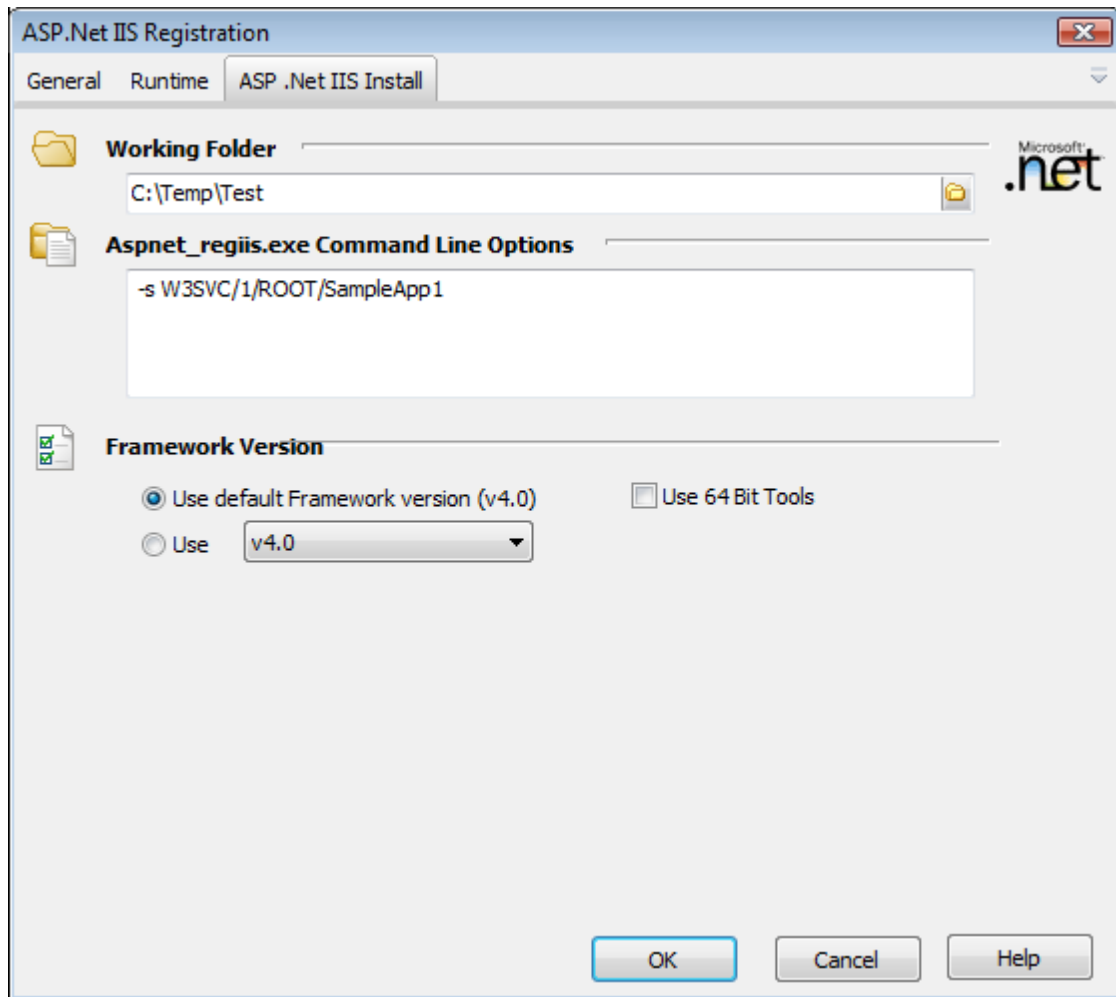 ASP.Net IIS Registration
General Runtime ASP .Net IIS Install
Working Folder
Microsoft
.net
C:\Temp\Test
Aspnet_regiis.exe Command Line Options
-s W3SVC/1/ROOT/SampleApp1
Framework Version
Use default Framework version (v4.0) Use 64 Bit Tools
Use v4.0
OK Cancel Help